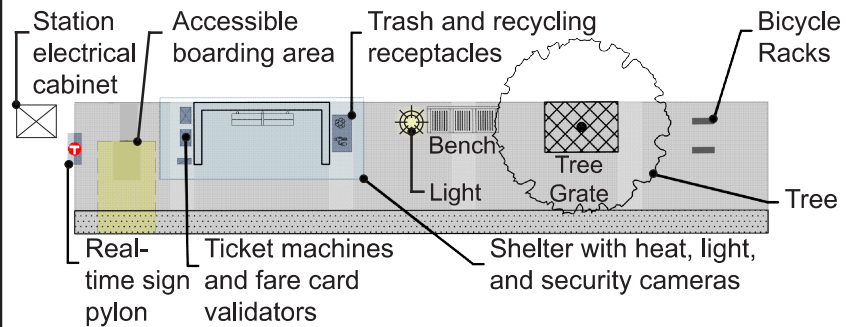 Station
electrical
cabinet
Accessible
boarding area
Trash and recycling
receptacles
Bicycle
Racks
T
Bench
Light
Tree
Grate
Tree
Real-
time sign
pylon
Ticket machines
and fare card
validators
Shelter with heat, light,
and security cameras